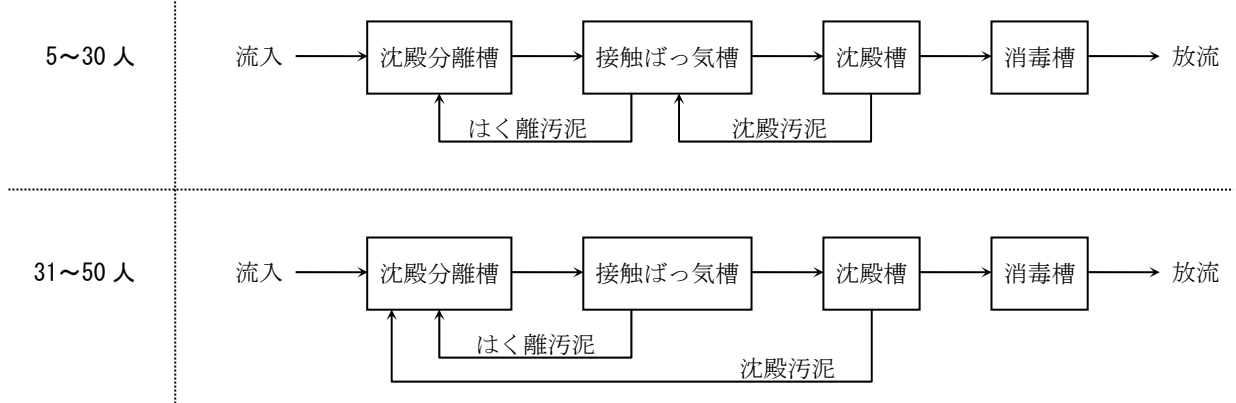 5～30 人
流入 沈殿分離槽 接触ばっ気槽 沈殿槽 消毒槽 放流
はく離汚泥 沈殿汚泥
31～50 人
流入 沈殿分離槽 接触ばっ気槽 沈殿槽 消毒槽 放流
はく離汚泥
沈殿汚泥